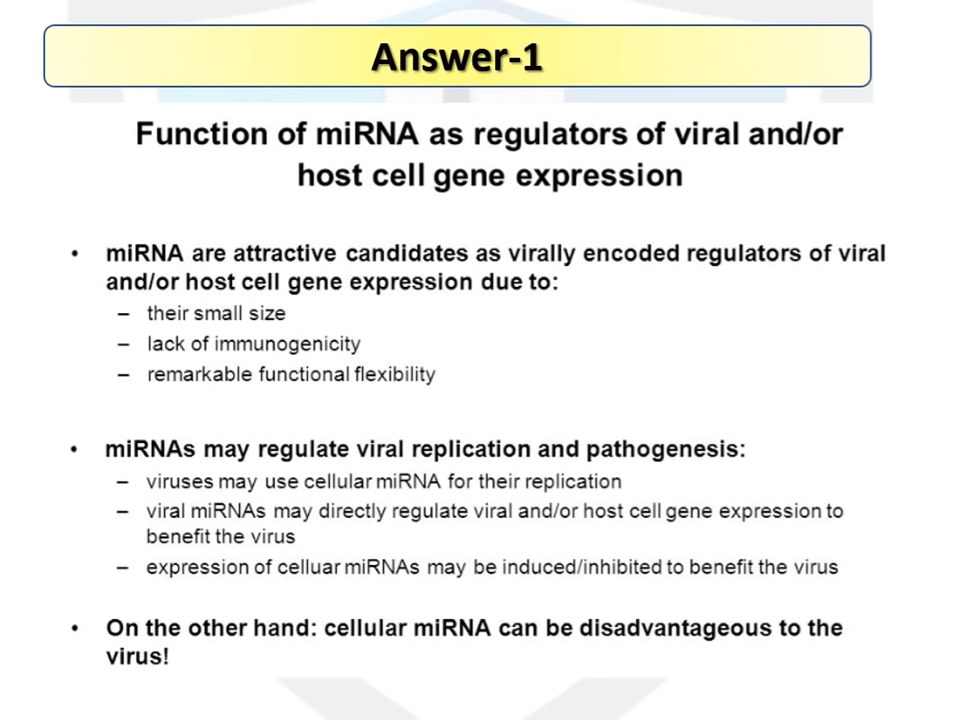 Answer-1
Function of miRNA as regulators of viral and/or
host cell gene expression
• miRNA are attractive candidates as virally encoded regulators of viral
and/or host cell gene expression due to:
– their small size
– lack of immunogenicity
– remarkable functional flexibility
• miRNAs may regulate viral replication and pathogenesis:
– viruses may use cellular miRNA for their replication
– viral miRNAs may directly regulate viral and/or host cell gene expression to
benefit the virus
– expression of celluar miRNAs may be induced/inhibited to benefit the virus
• On the other hand: cellular miRNA can be disadvantageous to the
virus!